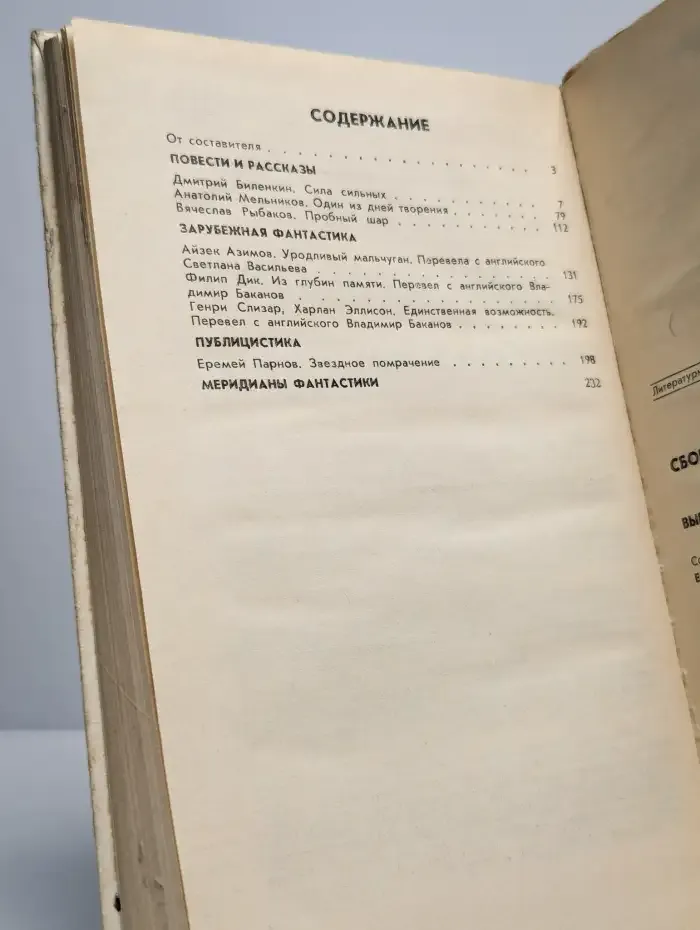 СОДЕРЖАНИЕ
От составителя . . . . . . . . . . . . . . . . . 3
ПОВЕСТИ И РАССКАЗЫ
Дмитрий Биленкин. Сила сильных . . . . . . . . . . 7
Анатолий Мельников. Один из дней творения . . . . . . 79
Вячеслав Рыбаков. Пробный шар . . . . . . . . . . 112
ЗАРУБЕЖНАЯ ФАНТАСТИКА
Айзек Азимов. Уродливый мальчуган. Перевела с английского
Светлана Васильева . . . . . . . . . . . . . . 131
Филип Дик. Из глубин памяти. Перевел с английского Вла-
димир Баканов . . . . . . . . . . . . . . . 175
Генри Слизар, Харлан Эллисон. Единственная возможность.
Перевел с английского Владимир Баканов . . . . . . . 192
ПУБЛИЦИСТИКА
Еремей Парнов. Звездное помрачение . . . . . . . . . 198
МЕРИДИАНЫ ФАНТАСТИКИ 232